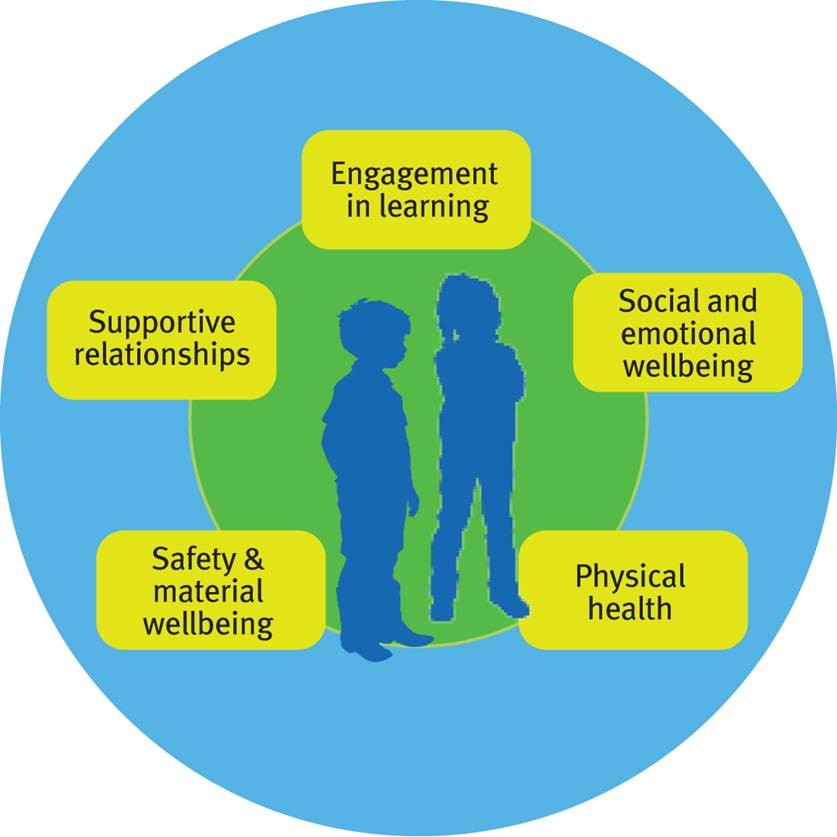 Engagement
in learning
Supportive
relationships
Social and
emotional
wellbeing
Safety &
material
wellbeing
Physical
health